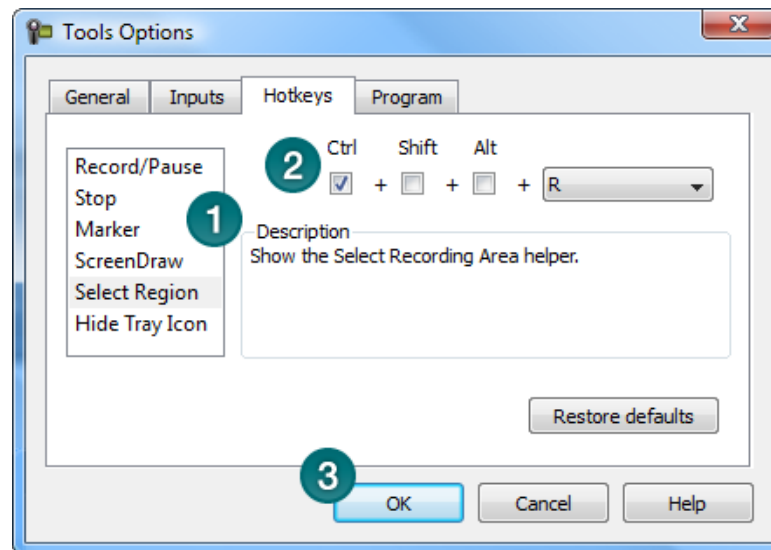 Tools Options
General Inputs Hotkeys Program
Record/Pause
Stop
Marker
ScreenDraw
Select Region
Hide Tray Icon
1
2
Ctrl Shift Alt
+ + + R
Description
Show the Select Recording Area helper.
Restore defaults
3
OK Cancel Help